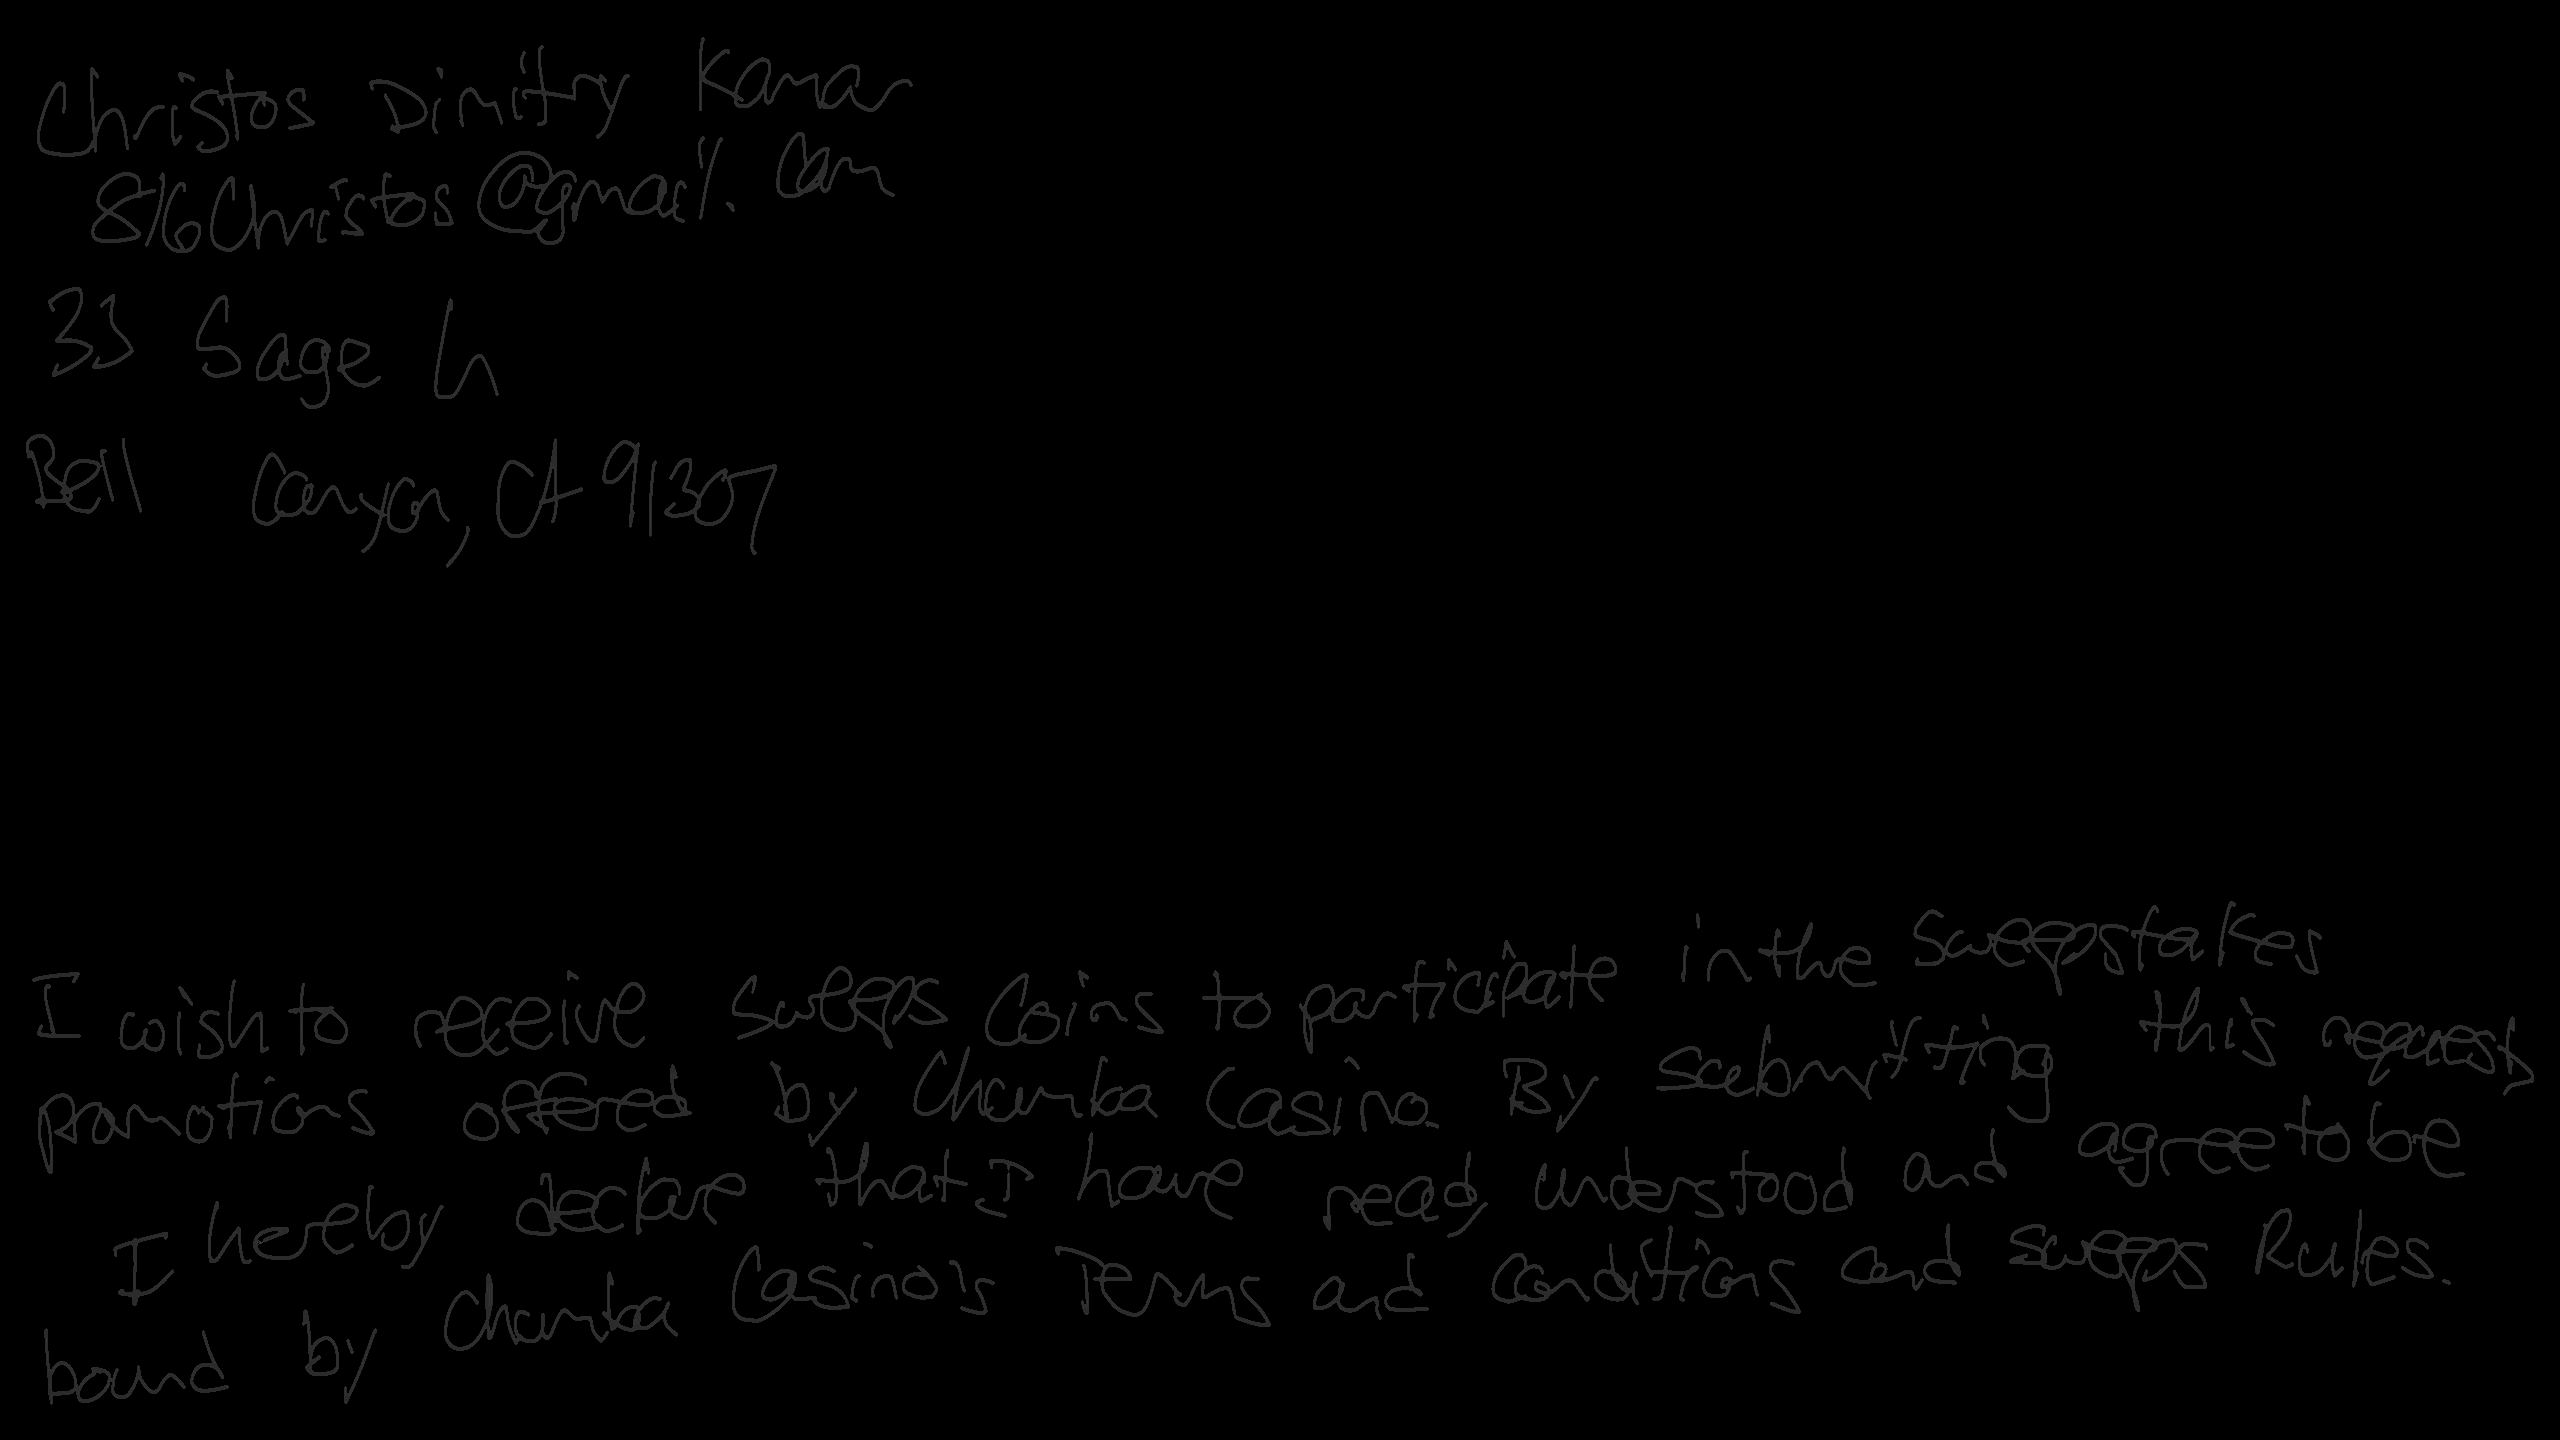 Christos Dimitry Kamar
816Christos@gmail.com
33 Sage Ln
Bell Canyon, CA 91307
I wish to receive Sweeps Coins to participate in the sweepstakes
promotions offered by Chumba Casino. By submitting this request,
I hereby declare that I have read, understood and agree to be
bound by Chumba Casino's Terms and Conditions and Sweeps Rules.